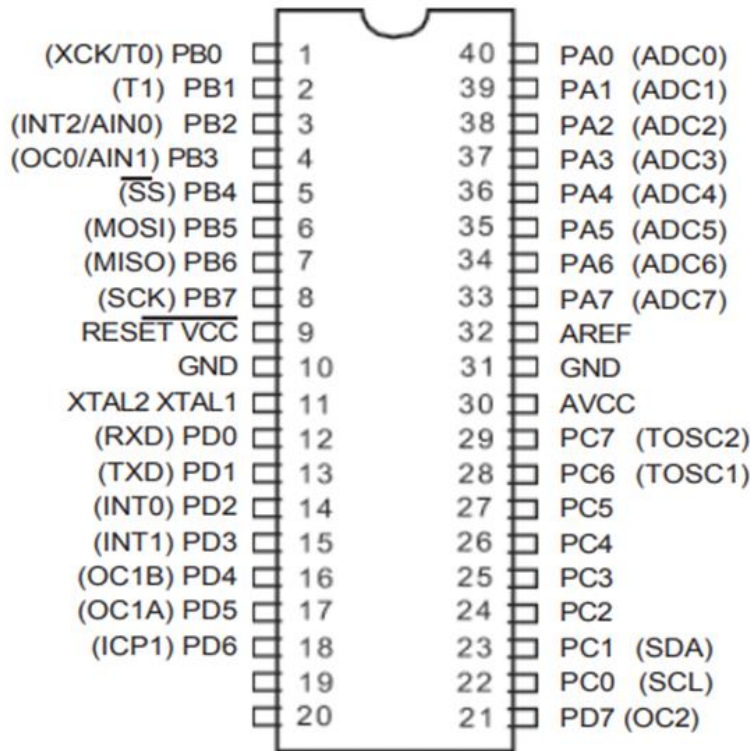 (XCK/T0) PB0 1 40 PA0 (ADC0)
(T1) PB1 2 39 PA1 (ADC1)
(INT2/AIN0) PB2 3 38 PA2 (ADC2)
(OC0/AIN1) PB3 4 37 PA3 (ADC3)
(SS) PB4 5 36 PA4 (ADC4)
(MOSI) PB5 6 35 PA5 (ADC5)
(MISO) PB6 7 34 PA6 (ADC6)
(SCK) PB7 8 33 PA7 (ADC7)
RESET VCC 9 32 AREF
GND 10 31 GND
XTAL2 XTAL1 11 30 AVCC
(RXD) PD0 12 29 PC7 (TOSC2)
(TXD) PD1 13 28 PC6 (TOSC1)
(INT0) PD2 14 27 PC5
(INT1) PD3 15 26 PC4
(OC1B) PD4 16 25 PC3
(OC1A) PD5 17 24 PC2
(ICP1) PD6 18 23 PC1 (SDA)
19 22 PC0 (SCL)
20 21 PD7 (OC2)